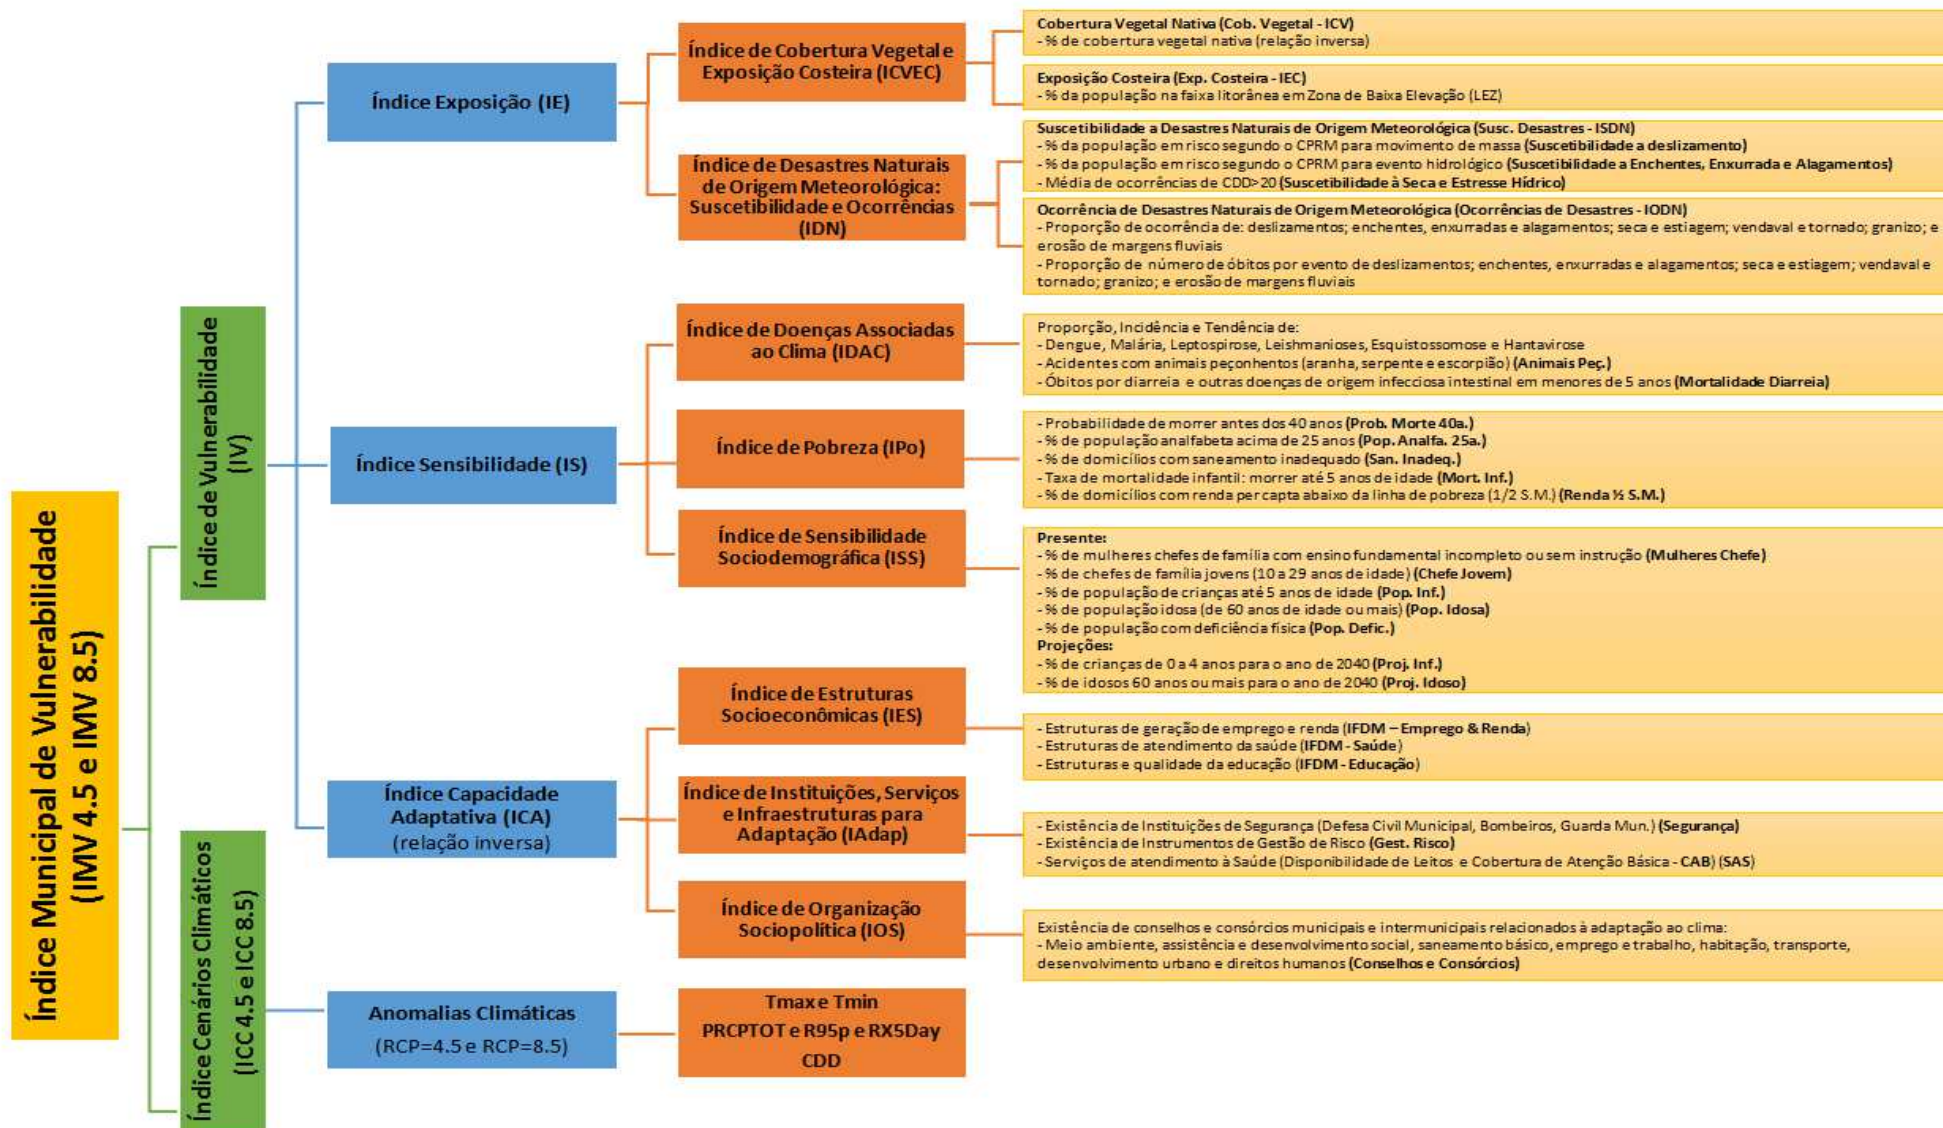 Índice Municipal de Vulnerabilidade
(IMV 4.5 e IMV 8.5)
Índice de Vulnerabilidade
(IV)
Índice Cenários Climáticos
(ICC 4.5 e ICC 8.5)
Índice Exposição (IE)
Índice Sensibilidade (IS)
Índice Capacidade
Adaptativa (ICA)
(relação inversa)
Anomalias Climáticas
(RCP=4.5 e RCP=8.5)
Índice de Cobertura Vegetal e
Exposição Costeira (ICVEC)
Índice de Desastres Naturais
de Origem Meteorológica:
Suscetibilidade e Ocorrências
(IDN)
Índice de Doenças Associadas
ao Clima (IDAC)
Índice de Pobreza (IPo)
Índice de Sensibilidade
Sociodemográfica (ISS)
Índice de Estruturas
Socioeconômicas (IES)
Índice de Instituições, Serviços
e Infraestruturas para
Adaptação (IAdap)
Índice de Organização
Sociopolítica (IOS)
Tmax e Tmin
PRCPTOT e R95p e RX5Day
CDD
Cobertura Vegetal Nativa (Cob. Vegetal - ICV)
- % de cobertura vegetal nativa (relação inversa)
Exposição Costeira (Exp. Costeira - IEC)
- % da população na faixa litorânea em Zona de Baixa Elevação (LEZ)
Suscetibilidade a Desastres Naturais de Origem Meteorológica (Susc. Desastres - ISDN)
- % da população em risco segundo o CPRM para movimento de massa (Suscetibilidade a deslizamento)
- % da população em risco segundo o CPRM para evento hidrológico (Suscetibilidade a Enchentes, Enxurrada e Alagamentos)
- Média de ocorrências de CDD>20 (Suscetibilidade à Seca e Estresse Hídrico)
Ocorrência de Desastres Naturais de Origem Meteorológica (Ocorrências de Desastres - IODN)
- Proporção de ocorrência de: deslizamentos; enchentes, enxurradas e alagamentos; seca e estiagem; vendaval e tornado; granizo; e
erosão de margens fluviais
- Proporção de número de óbitos por evento de deslizamentos; enchentes, enxurradas e alagamentos; seca e estiagem; vendaval e
tornado; granizo; e erosão de margens fluviais
Proporção, Incidência e Tendência de:
- Dengue, Malária, Leptospirose, Leishmanioses, Esquistossomose e Hantavirose
- Acidentes com animais peçonhentos (aranha, serpente e escorpião) (Animais Peç.)
- Óbitos por diarreia e outras doenças de origem infecciosa intestinal em menores de 5 anos (Mortalidade Diarreia)
- Probabilidade de morrer antes dos 40 anos (Prob. Morte 40a.)
- % de população analfabeta acima de 25 anos (Pop. Analfa. 25a.)
- % de domicílios com saneamento inadequado (San. Inadeq.)
- Taxa de mortalidade infantil: morrer até 5 anos de idade (Mort. Inf.)
- % de domicílios com renda per capta abaixo da linha de pobreza (1/2 S.M.) (Renda ½ S.M.)
Presente:
- % de mulheres chefes de família com ensino fundamental incompleto ou sem instrução (Mulheres Chefe)
- % de chefes de família jovens (10 a 29 anos de idade) (Chefe Jovem)
- % de população de crianças até 5 anos de idade (Pop. Inf.)
- % de população idosa (de 60 anos de idade ou mais) (Pop. Idosa)
- % de população com deficiência física (Pop. Defic.)
Projeções:
- % de crianças de 0 a 4 anos para o ano de 2040 (Proj. Inf.)
- % de idosos 60 anos ou mais para o ano de 2040 (Proj. Idoso)
- Estruturas de geração de emprego e renda (IFDM – Emprego & Renda)
- Estruturas de atendimento da saúde (IFDM - Saúde)
- Estruturas e qualidade da educação (IFDM - Educação)
- Existência de Instituições de Segurança (Defesa Civil Municipal, Bombeiros, Guarda Mun.) (Segurança)
- Existência de Instrumentos de Gestão de Risco (Gest. Risco)
- Serviços de atendimento à Saúde (Disponibilidade de Leitos e Cobertura de Atenção Básica - CAB) (SAS)
Existência de conselhos e consórcios municipais e intermunicipais relacionados à adaptação ao clima:
- Meio ambiente, assistência e desenvolvimento social, saneamento básico, emprego e trabalho, habitação, transporte,
desenvolvimento urbano e direitos humanos (Conselhos e Consórcios)